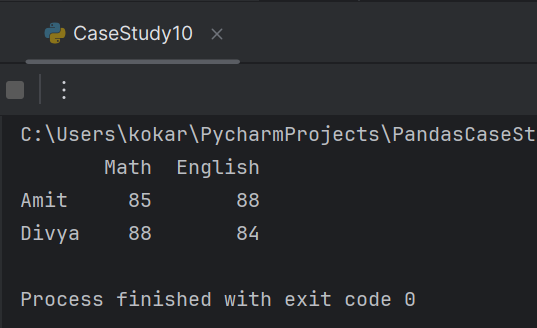 CaseStudy10
C:\Users\kokar\PycharmProjects\PandasCaseSt
Math English
Amit 85 88
Divya 88 84
Process finished with exit code 0